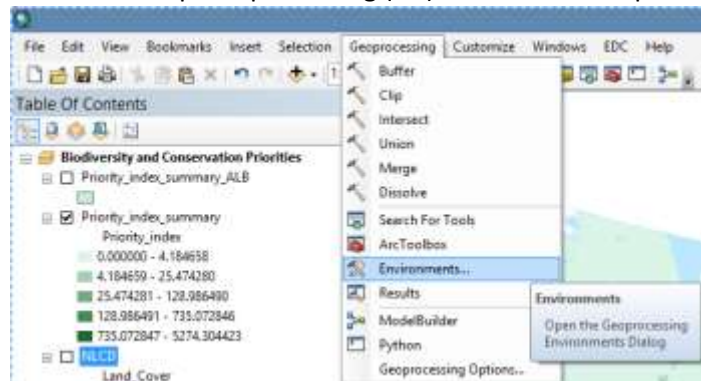 File Edit View Bookmarks Insert Selection Geoprocessing Customize Windows EDC Help
Table Of Contents
Biodiversity and Conservation Priorities
Priority_index_summary_ALB
Priority_index_summary
Priority_index
0.000000 - 4.184658
4.184659 - 25.474280
25.474281 - 128.986490
128.986491 - 735.072846
735.072847 - 5274.304423
NLCD
Land_Cover
Buffer
Clip
Intersect
Union
Merge
Dissolve
Search For Tools
ArcToolbox
Environments...
Results
ModelBuilder
Python
Geoprocessing Options...
Environments
Open the Geoprocessing
Environments Dialog